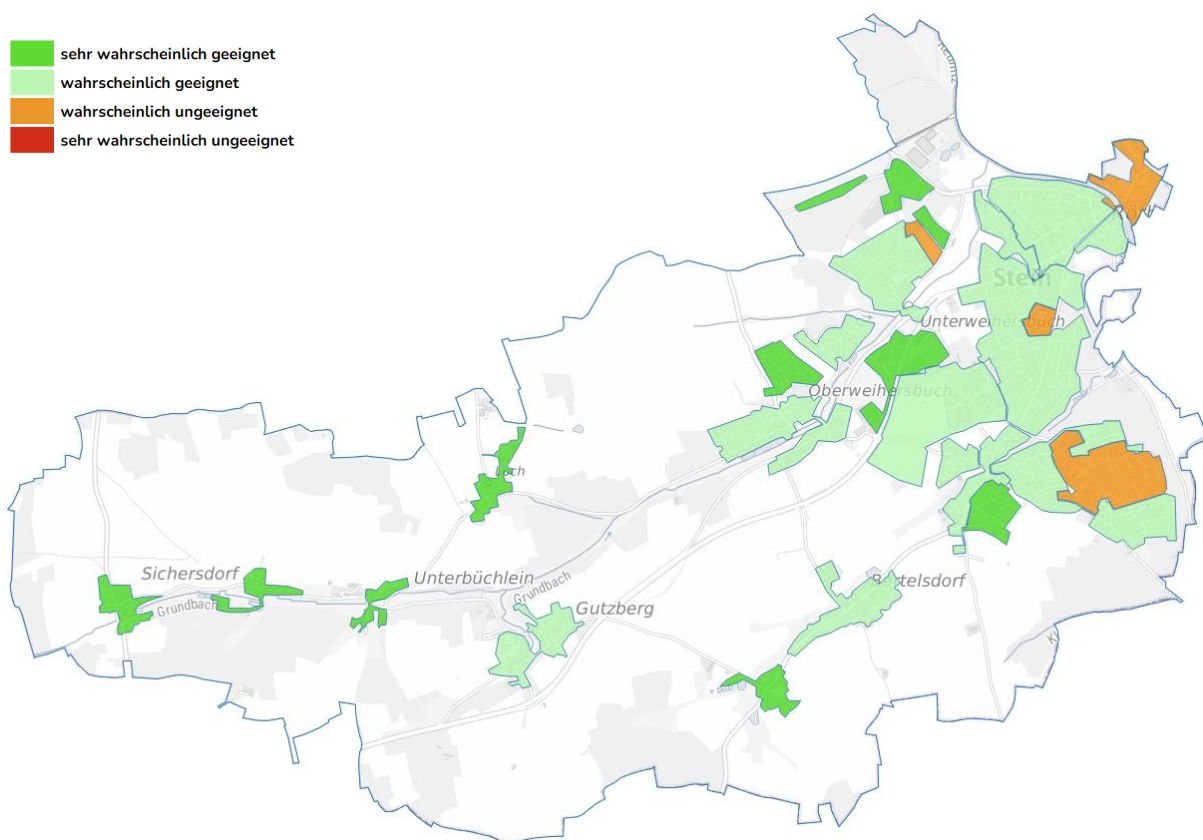 sehr wahrscheinlich geeignet
wahrscheinlich geeignet
wahrscheinlich ungeeignet
sehr wahrscheinlich ungeeignet
Stein
Unterweihersbuch
Oberweihersbuch
Loch
Sichersdorf
Unterbüchlein
Grundbach
Grundbach
Gutzberg
Bertelsdorf